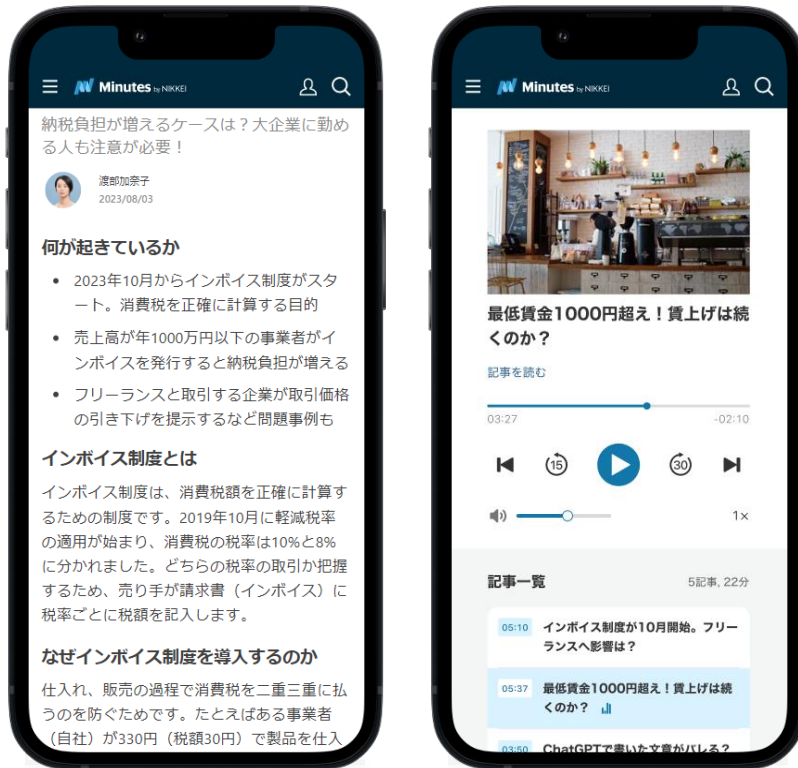 Minutes by NIKKEI
納税負担が増えるケースは？大企業に勤め
る人も注意が必要！
渡部加奈子
2023/08/03
何が起きているか
• 2023年10月からインボイス制度がスタ
ート。消費税を正確に計算する目的
• 売上高が年1000万円以下の事業者がイ
ンボイスを発行すると納税負担が増える
• フリーランスと取引する企業が取引価格
の引き下げを提示するなど問題事例も
インボイス制度とは
インボイス制度は、消費税額を正確に計算す
るための制度です。2019年10月に軽減税率
の適用が始まり、消費税の税率は10%と8%
に分かれました。どちらの税率の取引か把握
するため、売り手が請求書（インボイス）に
税率ごとに税額を記入します。
なぜインボイス制度を導入するのか
仕入れ、販売の過程で消費税を二重三重に払
うのを防ぐためです。たとえばある事業者
（自社）が330円（税額30円）で製品を仕入
Minutes by NIKKEI
最低賃金1000円超え！賃上げは続
くのか？
記事を読む
03:27 -02:10
15 30
1×
記事一覧 5記事, 22分
05:10 インボイス制度が10月開始。フリー
ランスへ影響は？
05:37 最低賃金1000円超え！賃上げは続
くのか？
03:50 ChatGPTで書いた文章がバレる？